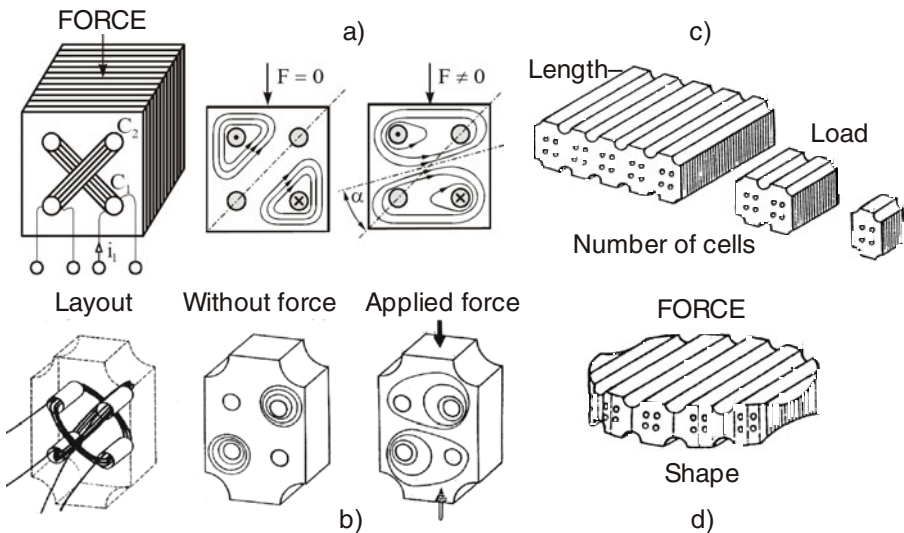 FORCE
a)
c)
F = 0
F ≠ 0
Length
C₂
C₁
Load
α
i₁
Number of cells
Layout
Without force
Applied force
FORCE
Shape
b)
d)